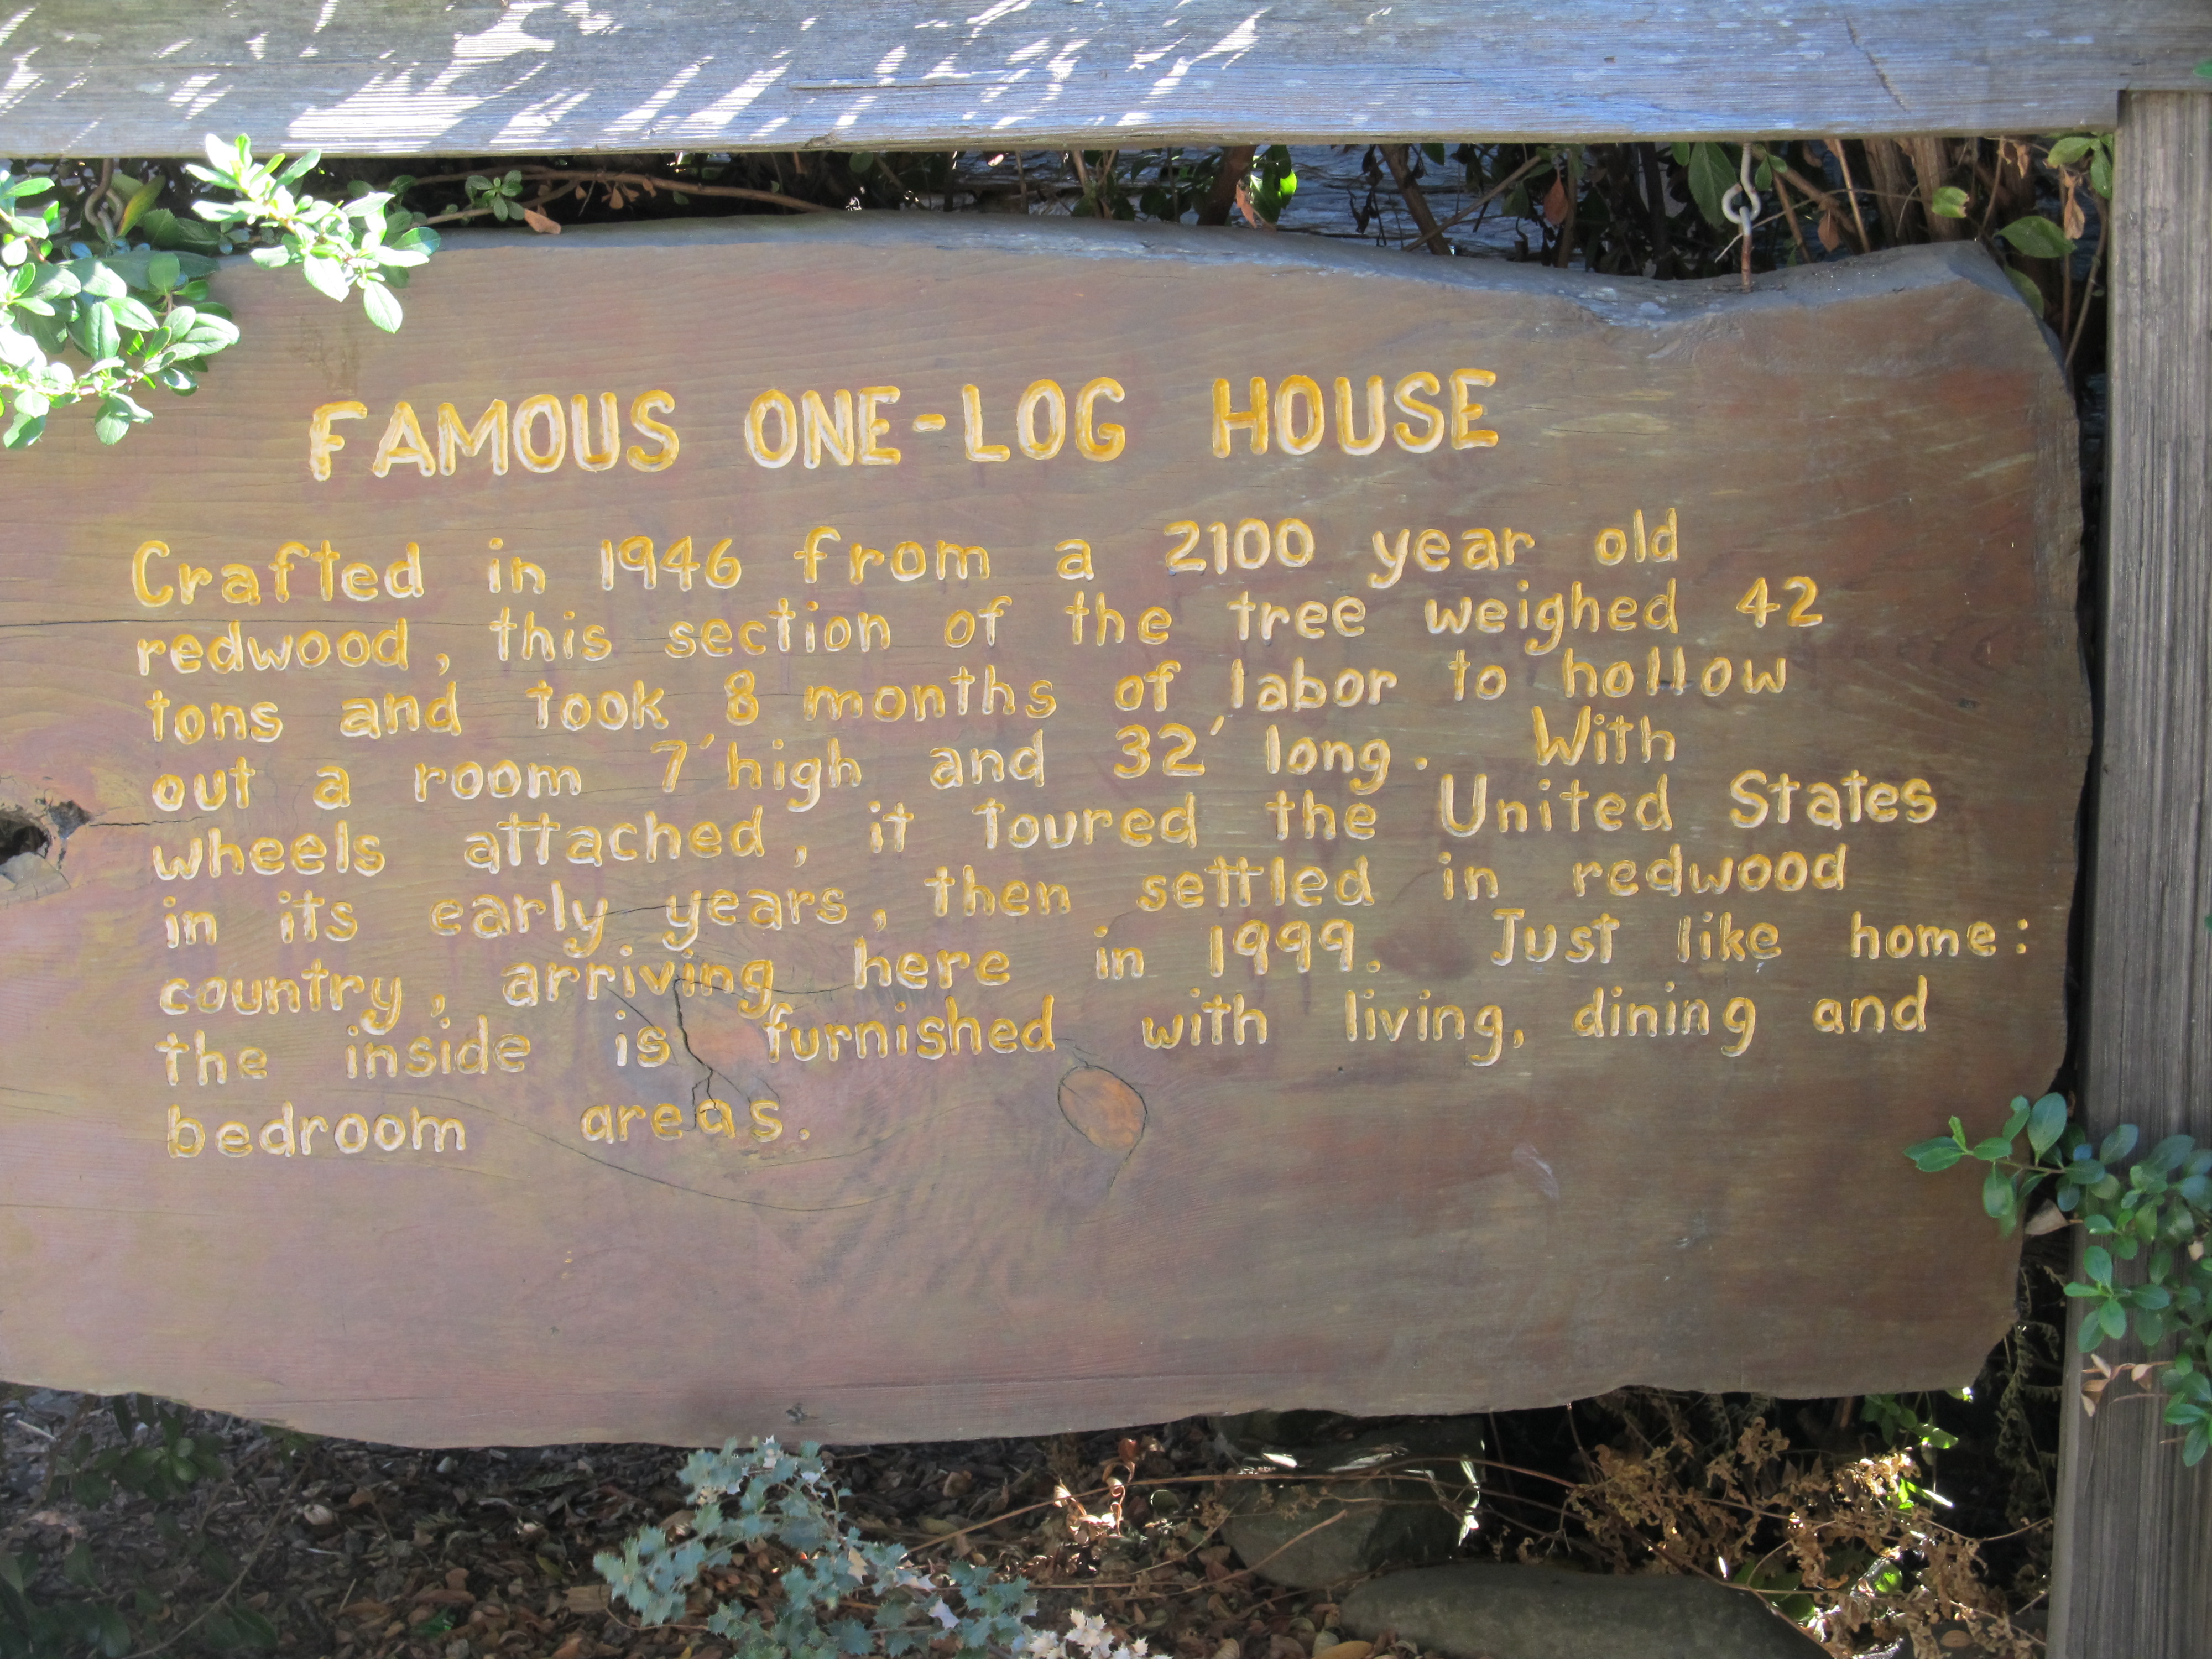 FAMOUS ONE-LOG HOUSE
Crafted in 1946 from a 2100 year old
redwood, this section of the tree weighed 42
tons and took 8 months of labor to hollow
out a room 7' high and 32' long. With
wheels attached, it toured the United States
in its early years, then settled in redwood
country, arriving here in 1999. Just like home:
the inside is furnished with living, dining and
bedroom areas.